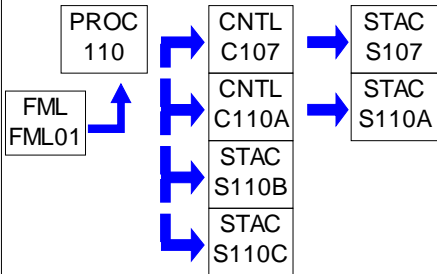 PROC
110
FML
FML01
CNTL
C107
CNTL
C110A
STAC
S110B
STAC
S110C
STAC
S107
STAC
S110A